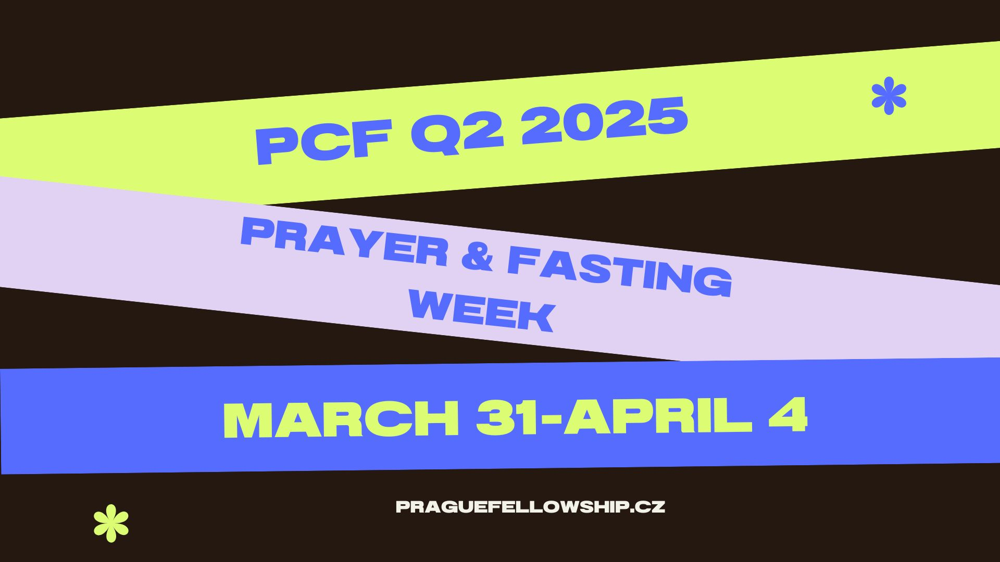 PCF Q2 2025
PRAYER & FASTING
WEEK
MARCH 31-APRIL 4
PRAGUEFELLOWSHIP.CZ